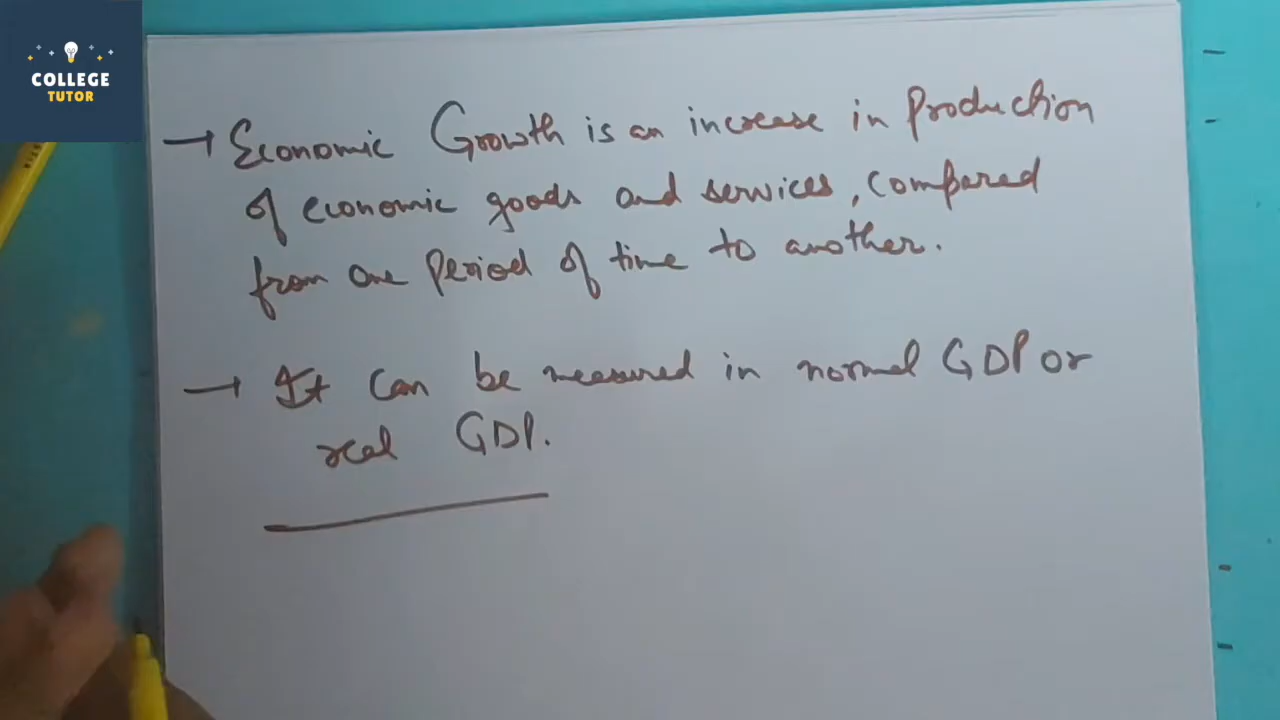 COLLEGE
TUTOR
→ Economic Growth is an increase in production
of economic goods and services, compared
from one period of time to another.
→ It can be measured in normal GDP or
real GDP.